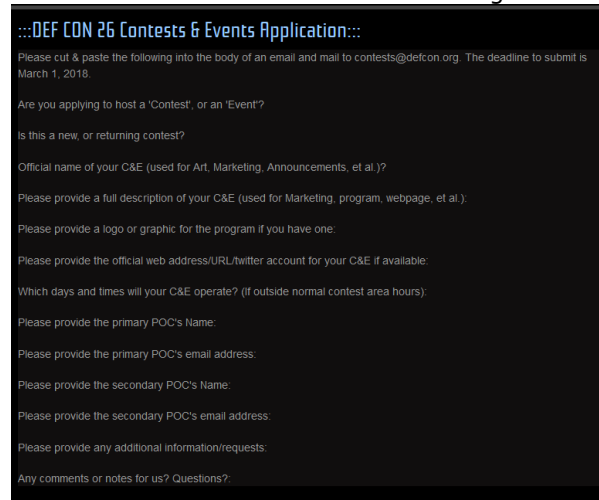 :::DEF CON 26 Contests & Events Application:::
Please cut & paste the following into the body of an email and mail to contests@defcon.org. The deadline to submit is
March 1, 2018.
Are you applying to host a 'Contest', or an 'Event'?
Is this a new, or returning contest?
Official name of your C&E (used for Art, Marketing, Announcements, et al.)?
Please provide a full description of your C&E (used for Marketing, program, webpage, et al.):
Please provide a logo or graphic for the program if you have one:
Please provide the official web address/URL/twitter account for your C&E if available:
Which days and times will your C&E operate? (If outside normal contest area hours):
Please provide the primary POC's Name:
Please provide the primary POC's email address:
Please provide the secondary POC's Name:
Please provide the secondary POC's email address:
Please provide any additional information/requests:
Any comments or notes for us? Questions?: